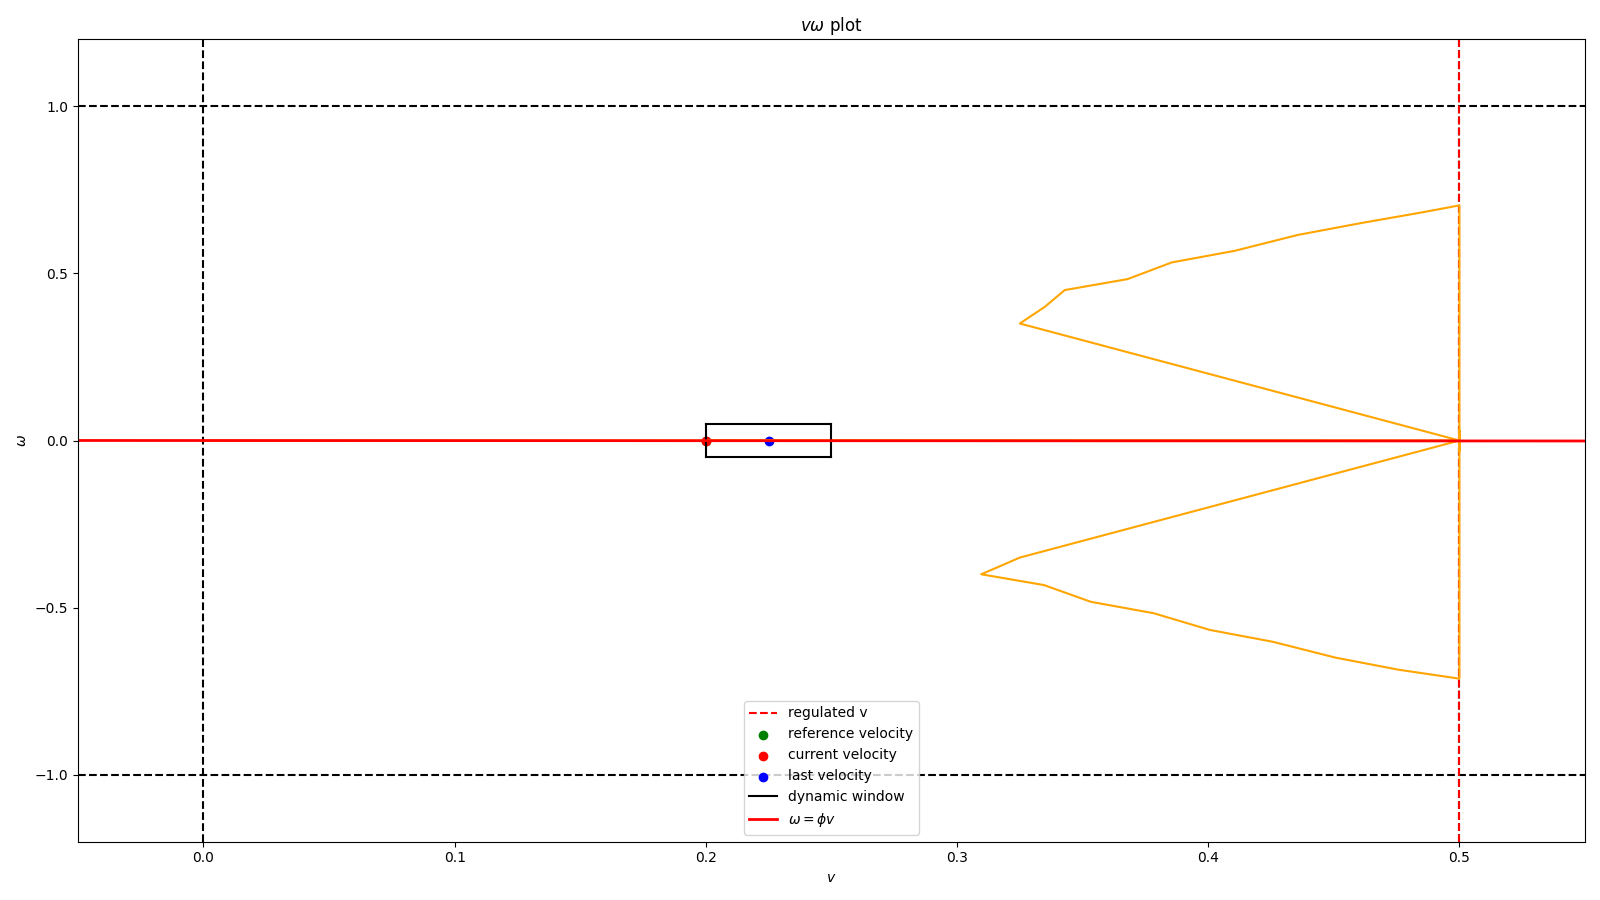 vω plot
1.0
0.5
0.0
−0.5
−1.0
ω
regulated v
reference velocity
current velocity
last velocity
dynamic window
ω = ϕv
0.0 0.1 0.2 0.3 0.4 0.5
v